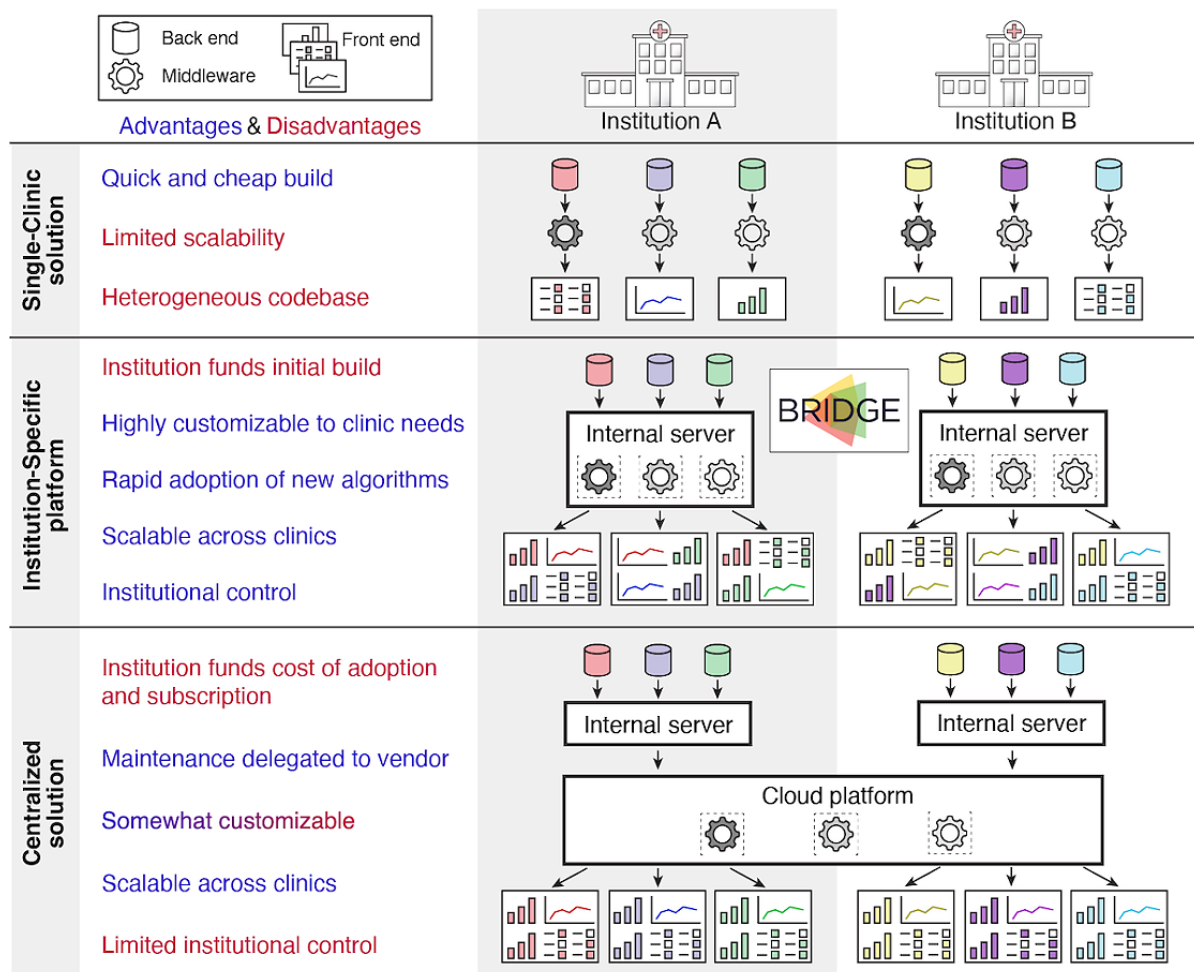 Back end
Front end
Middleware
Advantages & Disadvantages
Institution A
Institution B
Single-Clinic
solution
Quick and cheap build
Limited scalability
Heterogeneous codebase
Institution-Specific
platform
Institution funds initial build
Highly customizable to clinic needs
Rapid adoption of new algorithms
Scalable across clinics
Institutional control
Internal server
BRIDGE
Internal server
Centralized
solution
Institution funds cost of adoption
and subscription
Maintenance delegated to vendor
Somewhat customizable
Scalable across clinics
Limited institutional control
Internal server
Internal server
Cloud platform